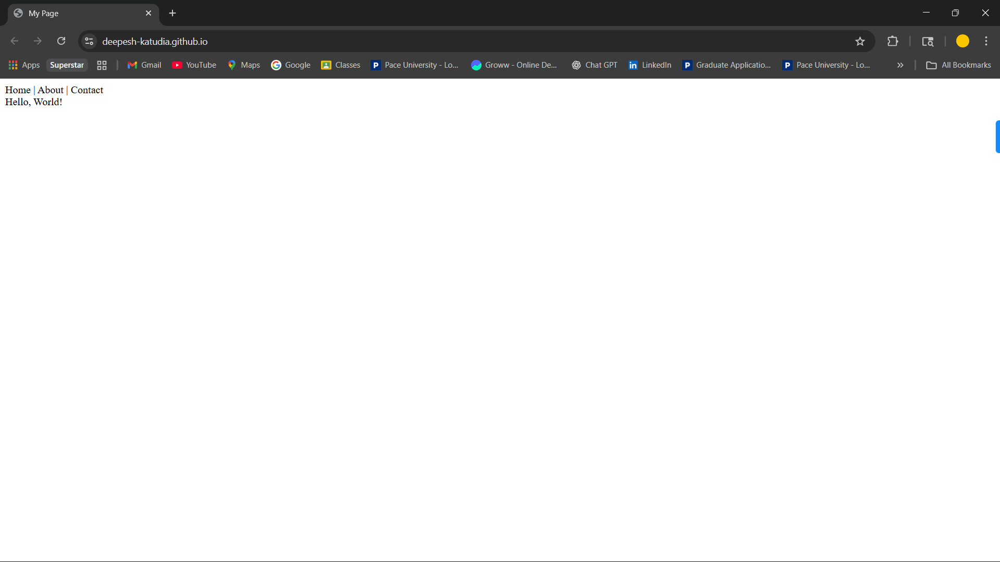 My Page
deepesh-katudia.github.io
Apps Superstar Gmail YouTube Maps Google Classes Pace University - Lo... Groww - Online De... Chat GPT LinkedIn Graduate Applicatio... Pace University - Lo... » All Bookmarks
Home | About | Contact
Hello, World!